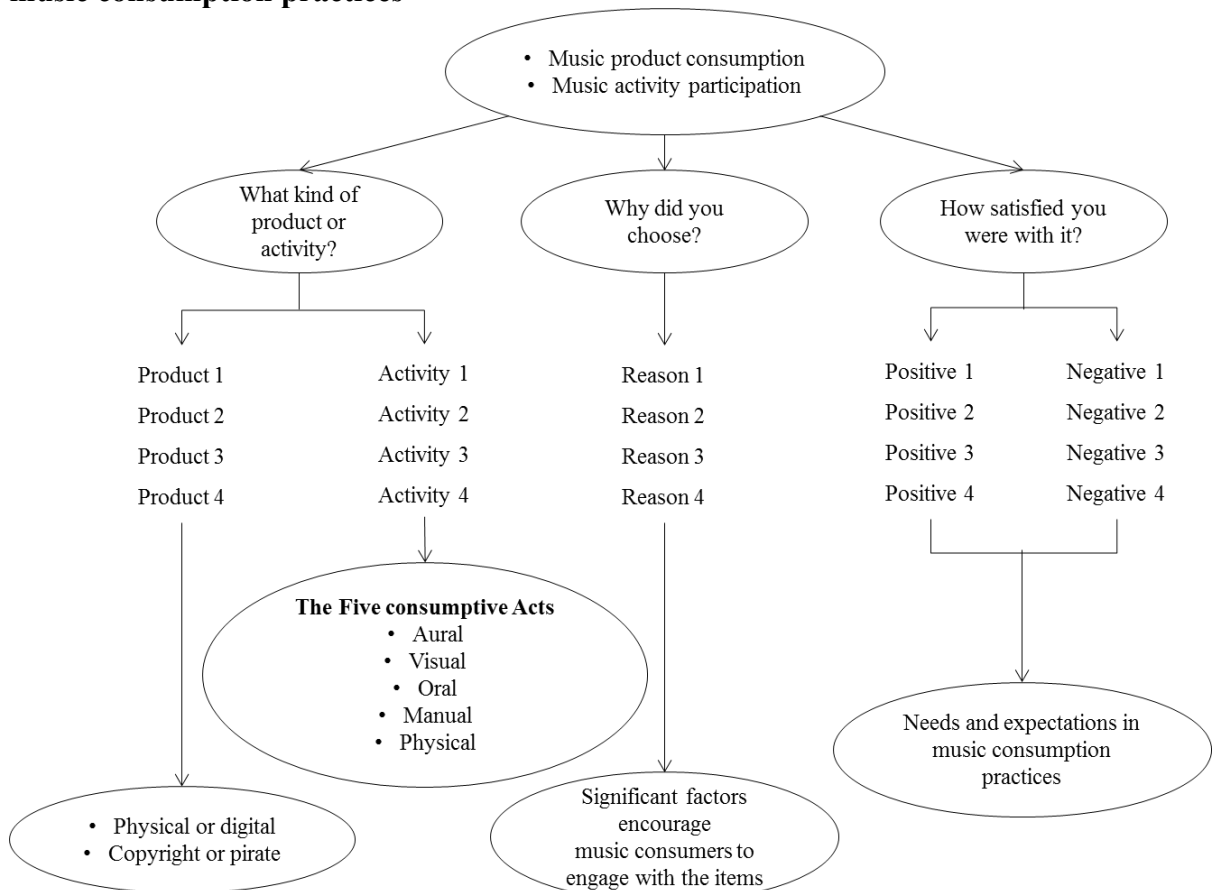 music consumption practices
• Music product consumption
• Music activity participation
What kind of
product or
activity?
Why did you
choose?
How satisfied you
were with it?
Product 1
Product 2
Product 3
Product 4
Activity 1
Activity 2
Activity 3
Activity 4
Reason 1
Reason 2
Reason 3
Reason 4
Positive 1
Positive 2
Positive 3
Positive 4
Negative 1
Negative 2
Negative 3
Negative 4
The Five consumptive Acts
• Aural
• Visual
• Oral
• Manual
• Physical
Needs and expectations in
music consumption
practices
• Physical or digital
• Copyright or pirate
Significant factors
encourage
music consumers to
engage with the items